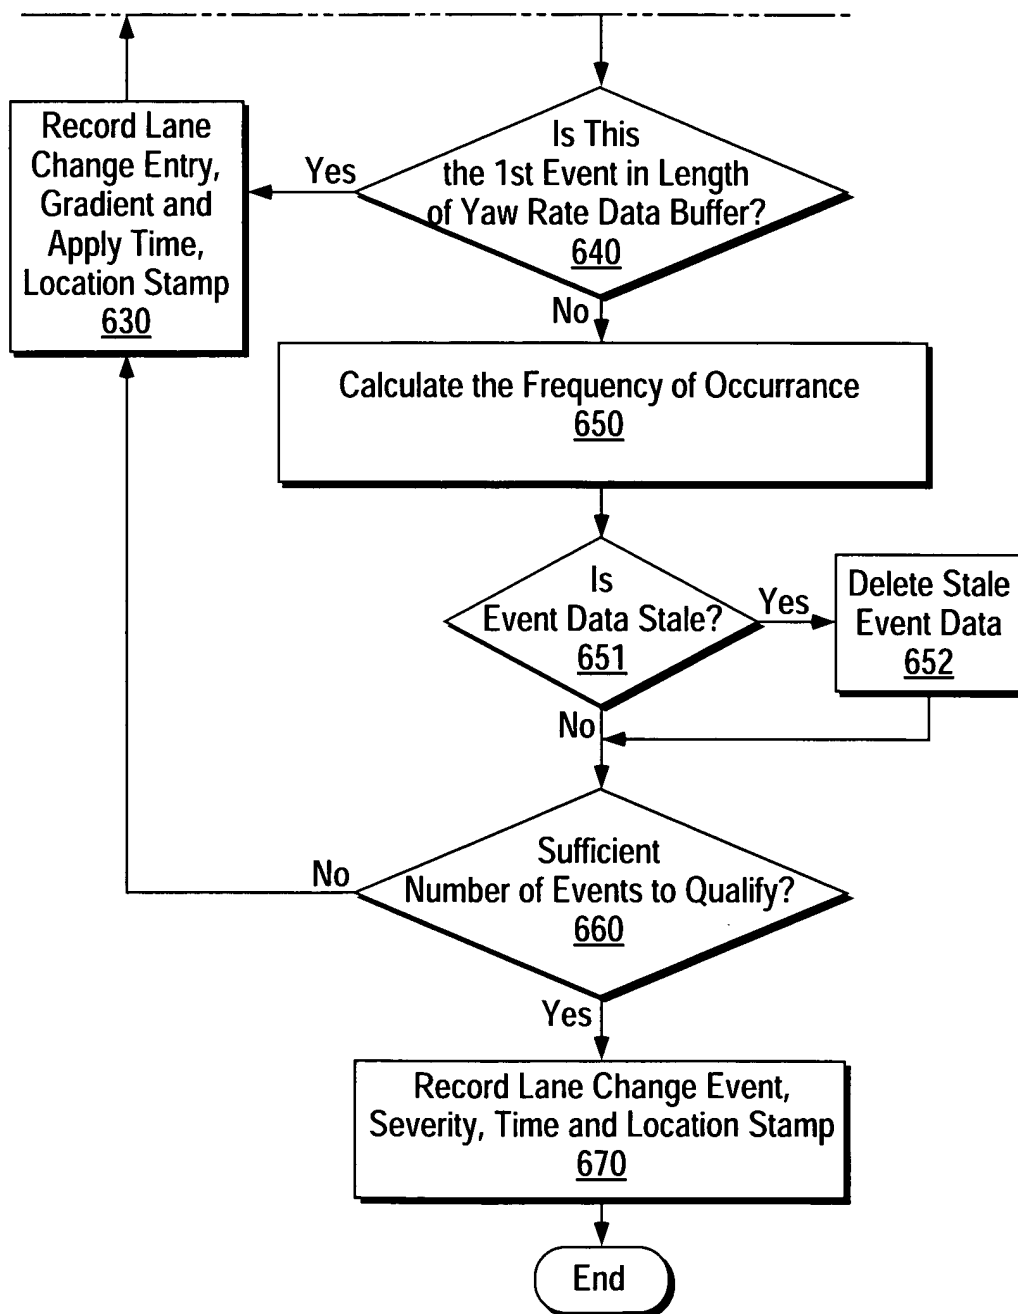 Record Lane
Change Entry,
Gradient and
Apply Time,
Location Stamp
630
Yes
Is This
the 1st Event in Length
of Yaw Rate Data Buffer?
640
No
Calculate the Frequency of Occurrance
650
Is
Event Data Stale?
651
Yes
Delete Stale
Event Data
652
No
Sufficient
Number of Events to Qualify?
660
No
Yes
Record Lane Change Event,
Severity, Time and Location Stamp
670
End